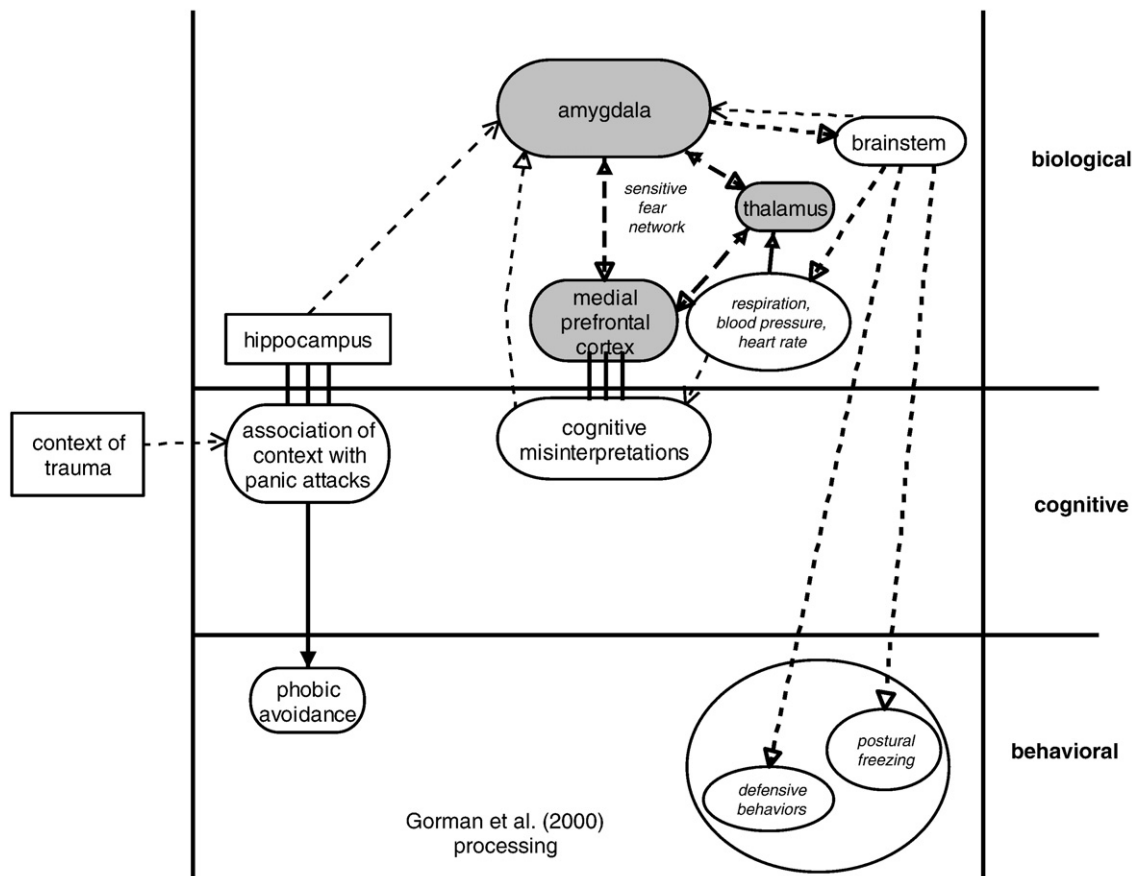 amygdala
brainstem
biological
sensitive
fear
network
thalamus
medial
prefrontal
cortex
respiration,
blood pressure,
heart rate
hippocampus
context of
trauma
association of
context with
panic attacks
cognitive
misinterpretations
cognitive
phobic
avoidance
postural
freezing
behavioral
defensive
behaviors
Gorman et al. (2000)
processing